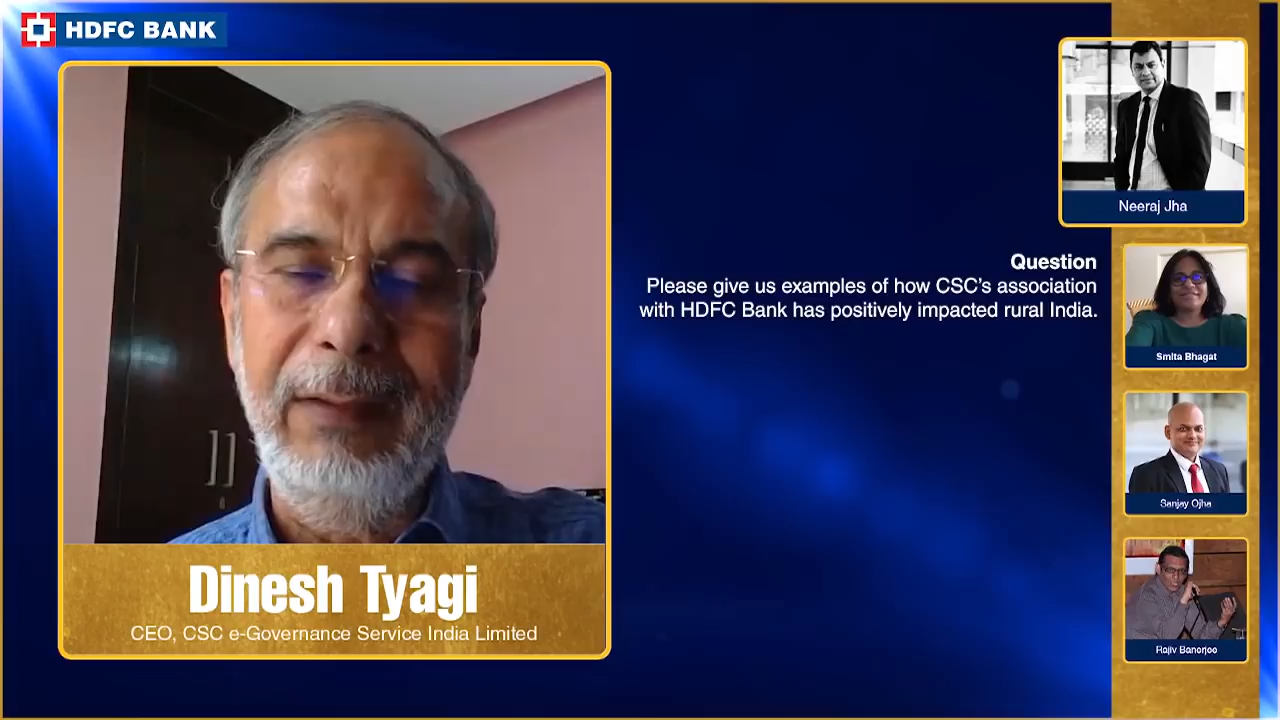 HDFC BANK
Dinesh Tyagi
CEO, CSC e-Governance Service India Limited
Question
Please give us examples of how CSC's association
with HDFC Bank has positively impacted rural India.
Neeraj Jha
Smita Bhagat
Sanjay Ojha
Rajiv Banerjee